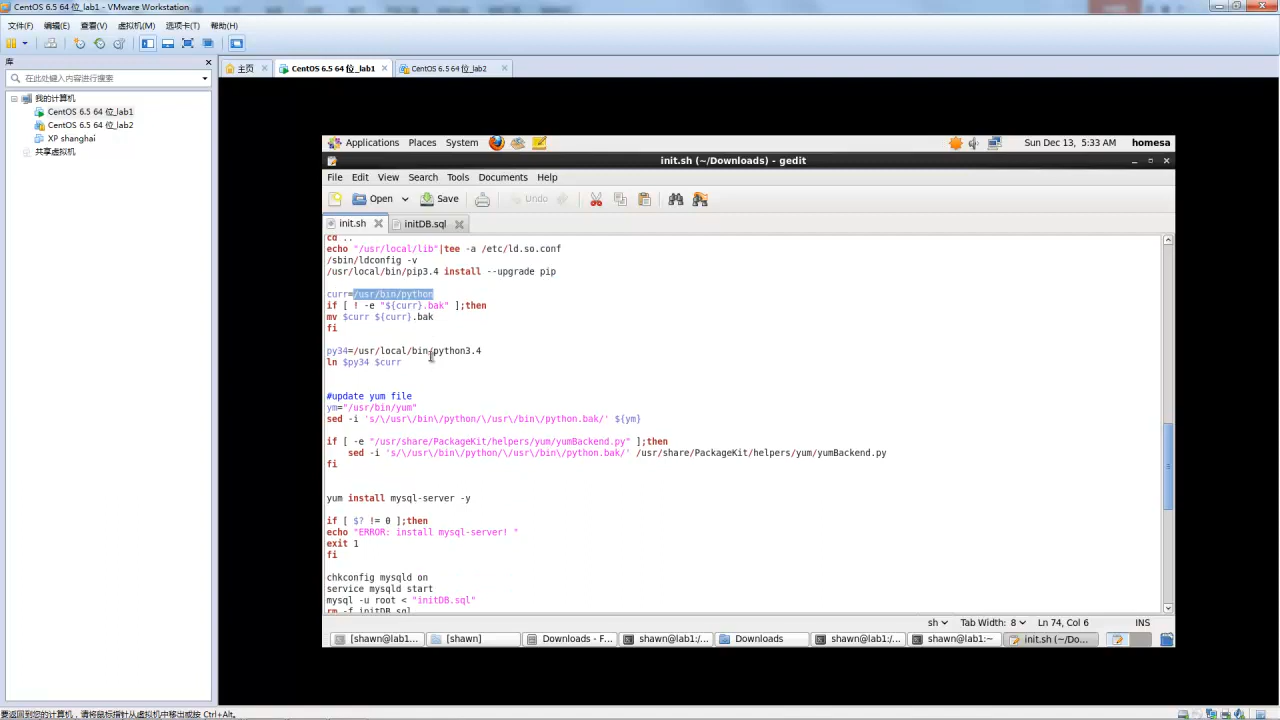 CentOS 6.5 64 位_lab1 - VMware Workstation
文件(F) 编辑(E) 查看(V) 虚拟机(M) 选项卡(T) 帮助(H)
库
在此处键入内容进行搜索
我的计算机
CentOS 6.5 64 位_lab1
CentOS 6.5 64 位_lab2
XP shanghai
共享虚拟机
主页 CentOS 6.5 64 位_lab1 CentOS 6.5 64 位_lab2
Applications Places System Sun Dec 13, 5:33 AM homesa
init.sh (~/Downloads) - gedit
File Edit View Search Tools Documents Help
Open Save Undo
init.sh initDB.sql
cd ..
echo "/usr/local/lib"|tee -a /etc/ld.so.conf
/sbin/ldconfig -v
/usr/local/bin/pip3.4 install --upgrade pip
curr=/usr/bin/python
if [ ! -e "${curr}.bak" ];then
mv $curr ${curr}.bak
fi
py34=/usr/local/bin/python3.4
ln $py34 $curr
#update yum file
ym="/usr/bin/yum"
sed -i 's/\/usr\/bin\/python/\/usr\/bin\/python.bak/' ${ym}
if [ -e "/usr/share/PackageKit/helpers/yum/yumBackend.py" ];then
sed -i 's/\/usr\/bin\/python/\/usr\/bin\/python.bak/' /usr/share/PackageKit/helpers/yum/yumBackend.py
fi
yum install mysql-server -y
if [ $? != 0 ];then
echo "ERROR: install mysql-server! "
exit 1
fi
chkconfig mysqld on
service mysqld start
mysql -u root < "initDB.sql"
rm -f initDB.sql
sh Tab Width: 8 Ln 74, Col 6 INS
[shawn@lab1... [shawn] Downloads - F... shawn@lab1:/... Downloads shawn@lab1:/... shawn@lab1:~ init.sh (~/Do...
要返回到您的计算机，请将鼠标指针从虚拟机中移出或按 Ctrl+Alt。